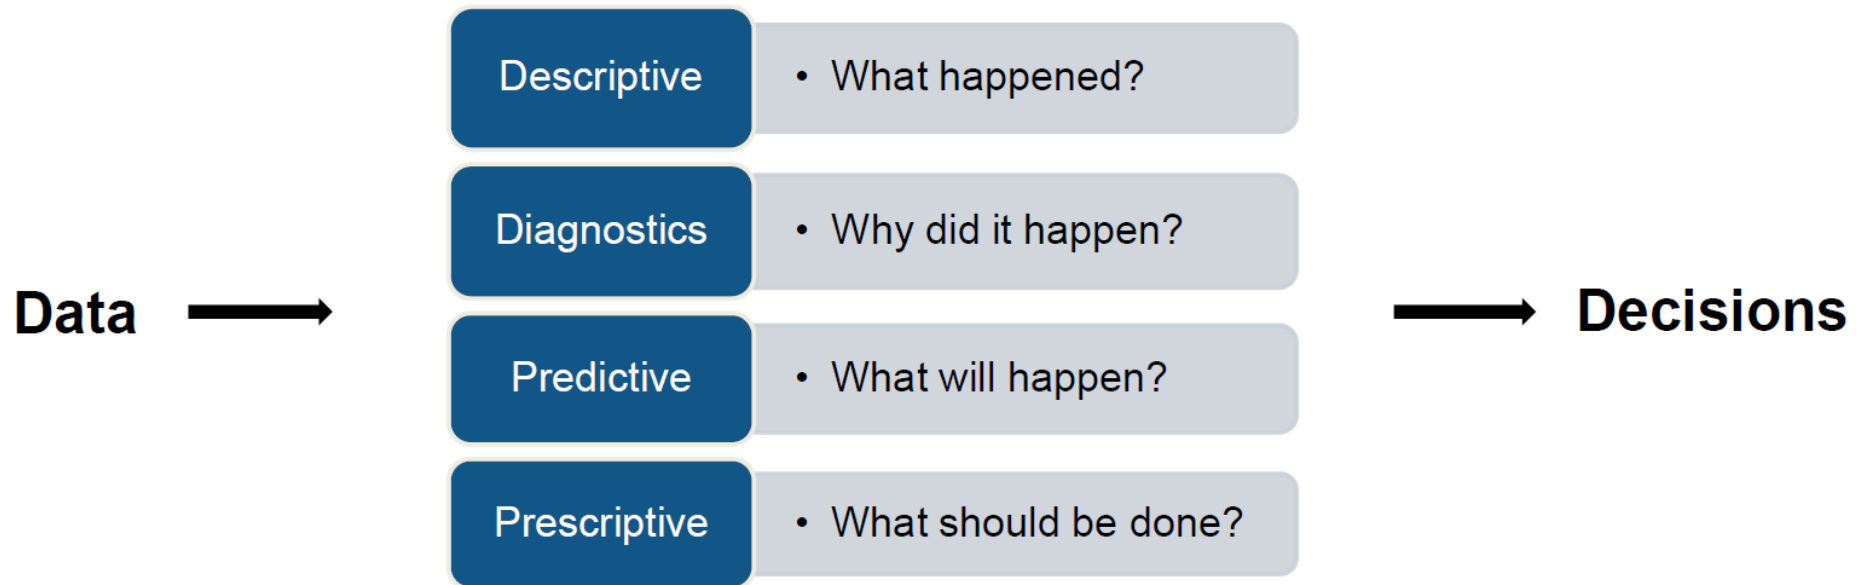 Descriptive
• What happened?
Diagnostics
• Why did it happen?
Data
Decisions
Predictive
• What will happen?
Prescriptive
• What should be done?